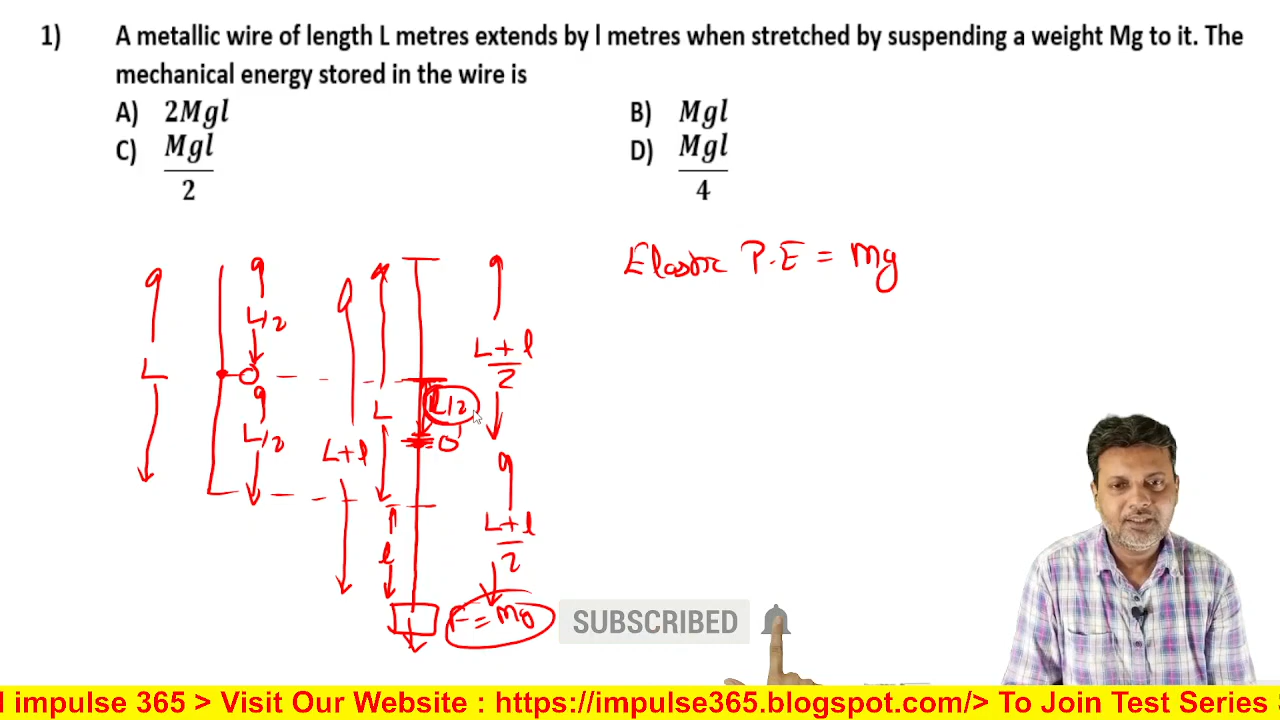 1) A metallic wire of length L metres extends by l metres when stretched by suspending a weight Mg to it. The
mechanical energy stored in the wire is
A) 2Mgl B) Mgl
C) Mgl/2 D) Mgl/4
Elastic P.E = Mg
L
L/2
L/2
L
L+l
l
L+l/2
L/2
O'
L+l/2
F = Mg
SUBSCRIBED
l impulse 365 > Visit Our Website : https://impulse365.blogspot.com/> To Join Test Series